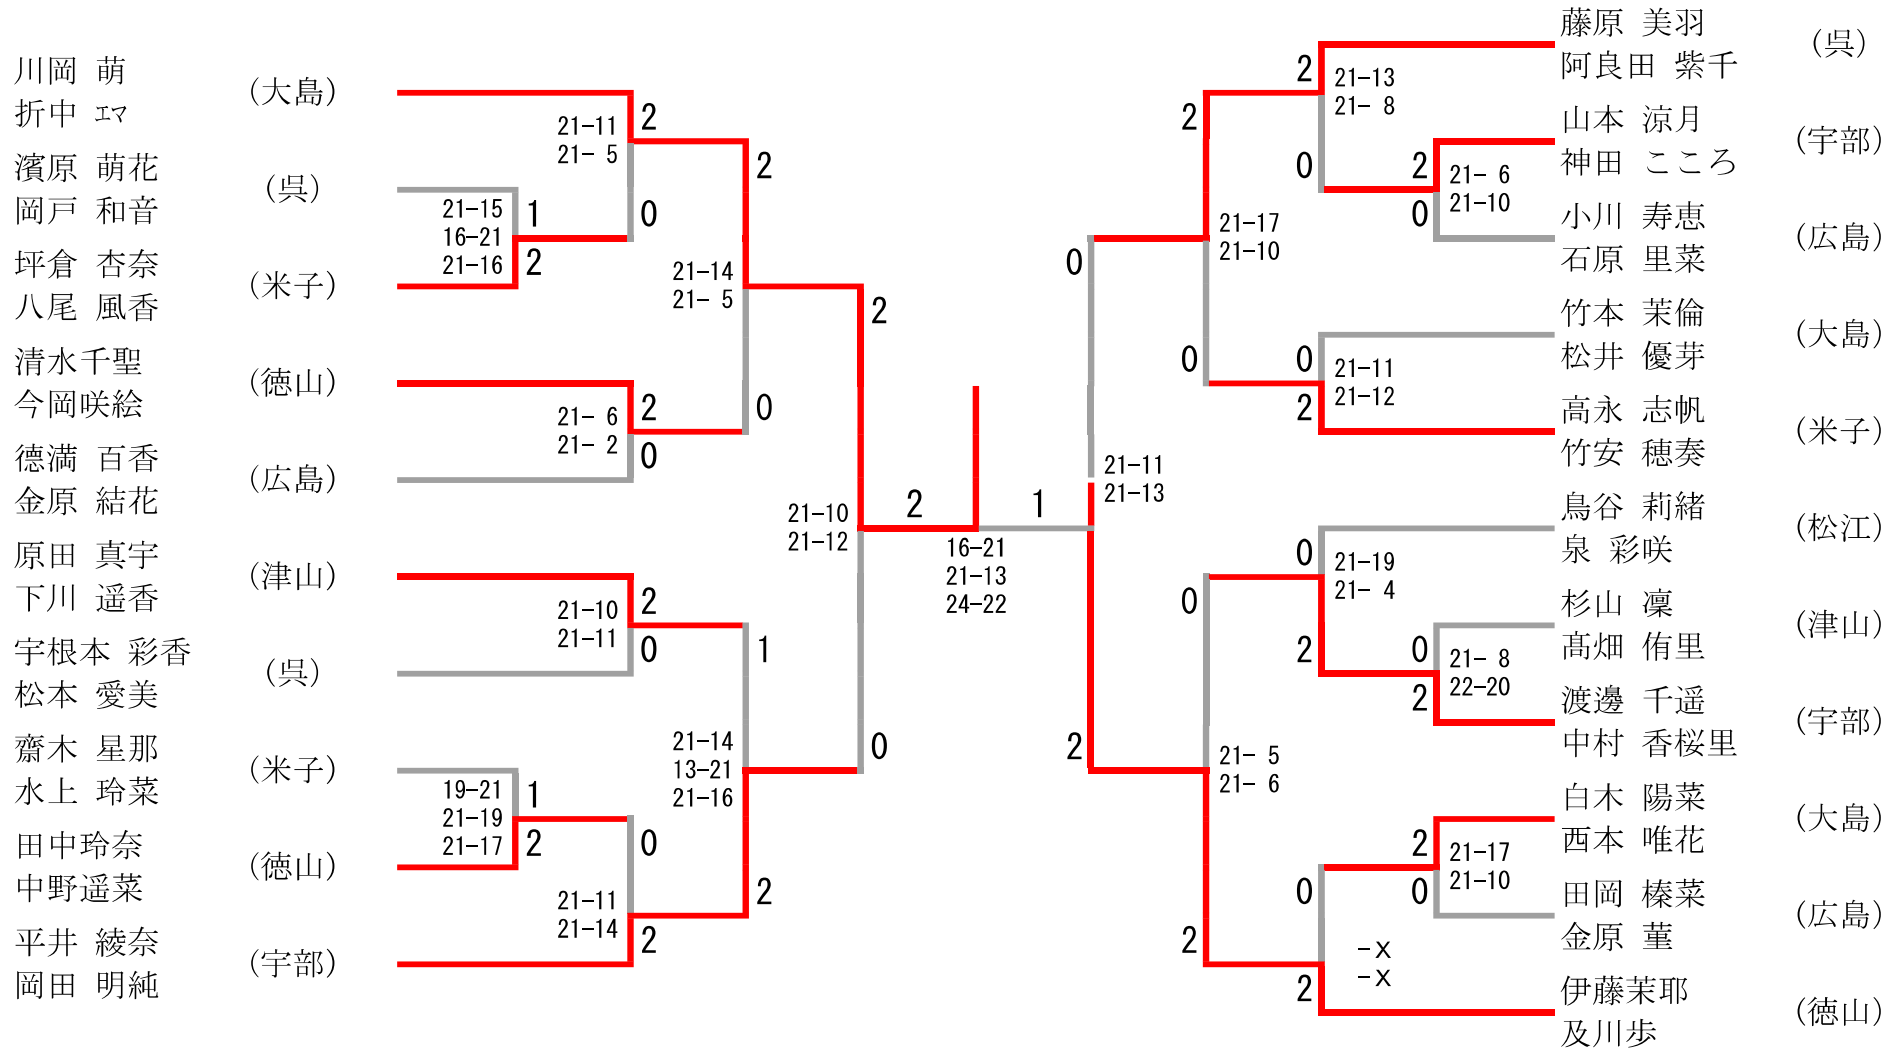 川岡 萌
折中 ｴﾏ
(大島)
濱原 萌花
岡戸 和音
(呉)
坪倉 杏奈
八尾 風香
(米子)
清水千聖
今岡咲絵
(徳山)
德満 百香
金原 結花
(広島)
原田 真宇
下川 遥香
(津山)
宇根本 彩香
松本 愛美
(呉)
齋木 星那
水上 玲菜
(米子)
田中玲奈
中野遥菜
(徳山)
平井 綾奈
岡田 明純
(宇部)
21-11
21- 5
2
0
21-15
16-21
21-16
1
2
21- 6
21- 2
2
0
21-14
21- 5
2
0
21-10
21-11
2
0
19-21
21-19
21-17
1
2
21-11
21-14
0
2
21-14
13-21
21-16
1
2
21-10
21-12
2
0
2
1
16-21
21-13
24-22
0
2
21-11
21-13
2
0
21-17
21-10
2
0
21-13
21- 8
2
0
21- 6
21-10
0
2
21-11
21-12
0
2
21- 5
21- 6
0
2
21-19
21- 4
0
2
21- 8
22-20
2
0
21-17
21-10
0
2
-X
-X
藤原 美羽
阿良田 紫千
(呉)
山本 涼月
神田 こころ
(宇部)
小川 寿恵
石原 里菜
(広島)
竹本 茉倫
松井 優芽
(大島)
高永 志帆
竹安 穂奏
(米子)
鳥谷 莉緒
泉 彩咲
(松江)
杉山 凜
髙畑 侑里
(津山)
渡邊 千遥
中村 香桜里
(宇部)
白木 陽菜
西本 唯花
(大島)
田岡 榛菜
金原 菫
(広島)
伊藤茉耶
及川歩
(徳山)